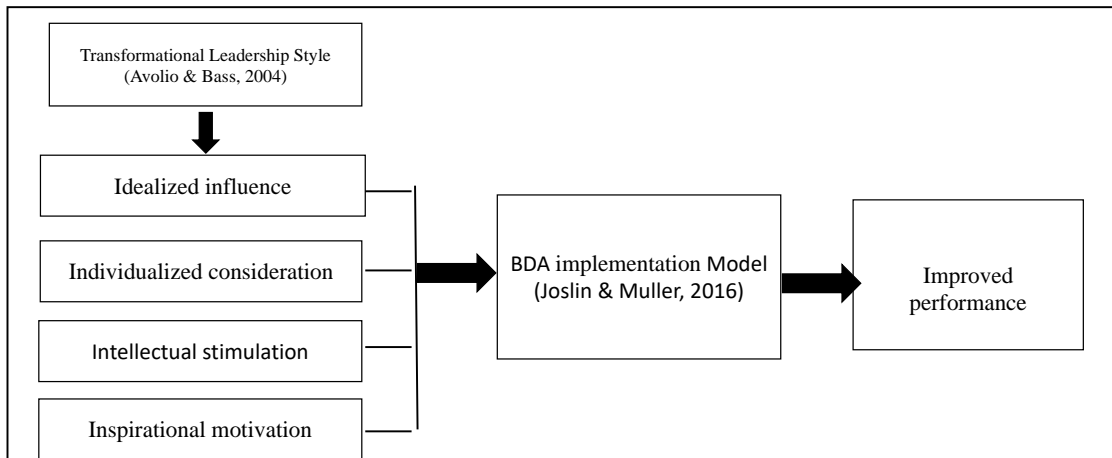 Transformational Leadership Style
(Avolio & Bass, 2004)
Idealized influence
Individualized consideration
Intellectual stimulation
Inspirational motivation
BDA implementation Model
(Joslin & Muller, 2016)
Improved
performance